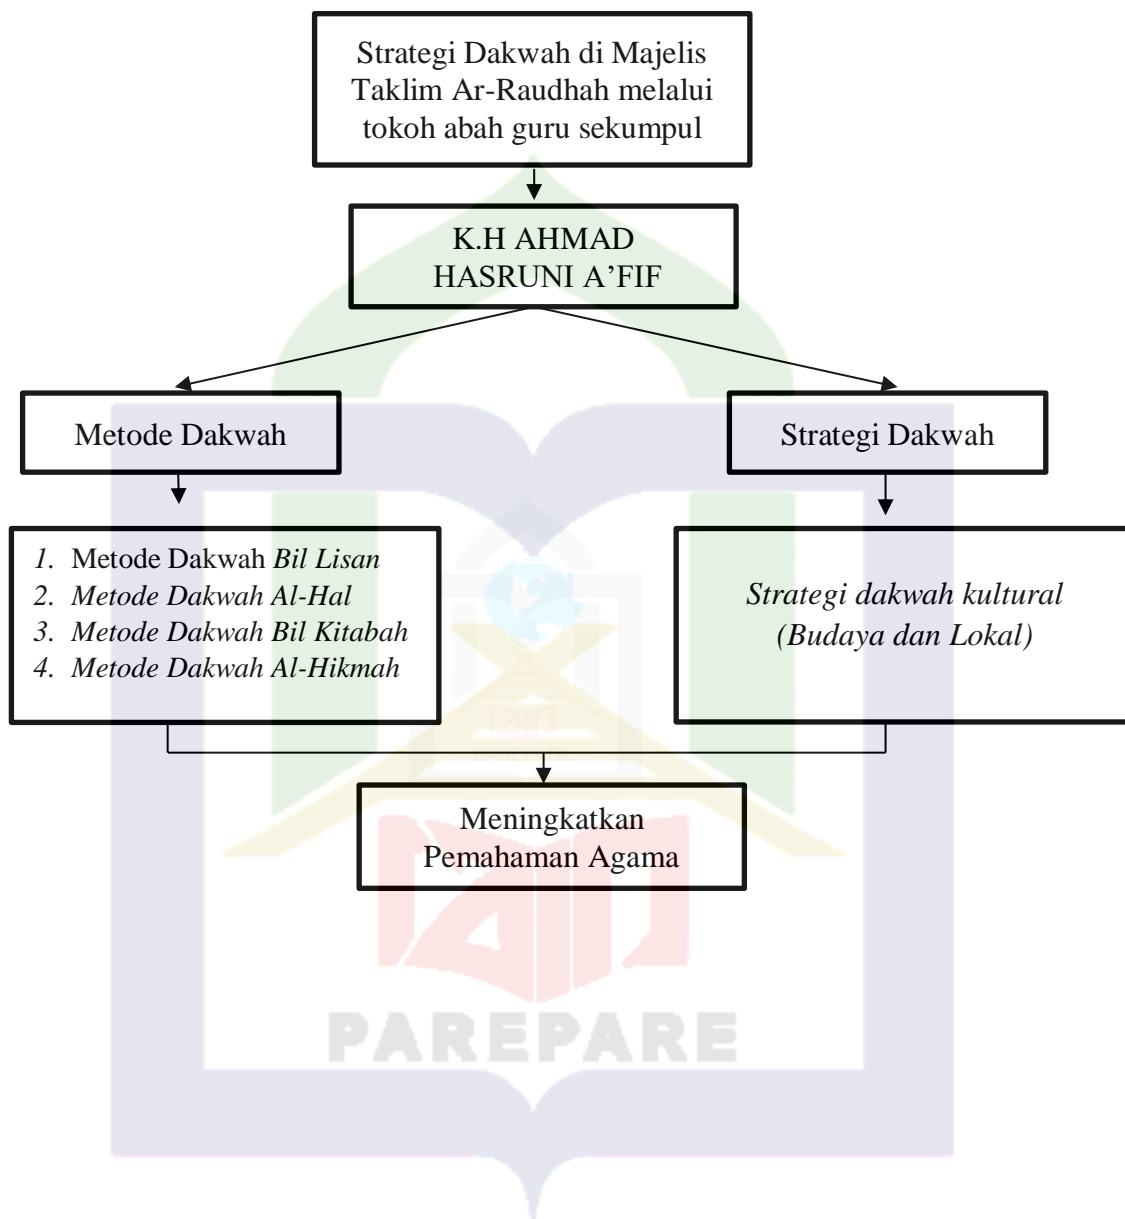 Strategi Dakwah di Majelis
Taklim Ar-Raudhah melalui
tokoh abah guru sekumpul
K.H AHMAD
HASRUNI A’FIF
Metode Dakwah
Strategi Dakwah
1. Metode Dakwah Bil Lisan
2. Metode Dakwah Al-Hal
3. Metode Dakwah Bil Kitabah
4. Metode Dakwah Al-Hikmah
Strategi dakwah kultural
(Budaya dan Lokal)
PAREPARE
Meningkatkan
Pemahaman Agama
PAREPARE